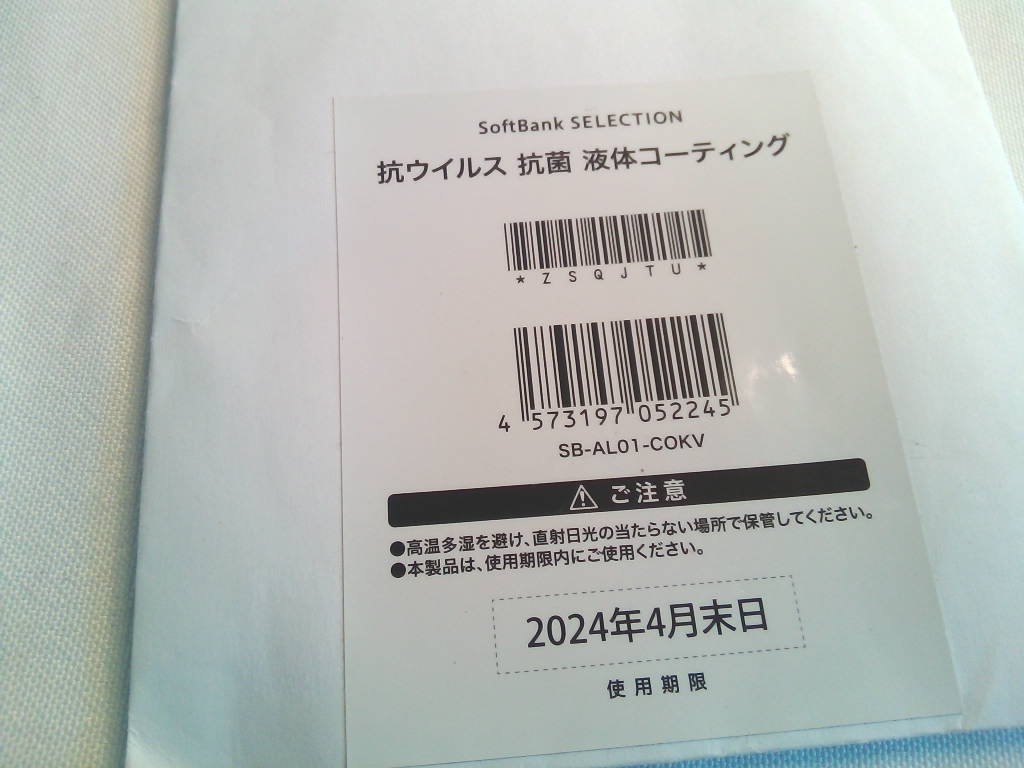 SoftBank SELECTION
抗ウイルス 抗菌 液体コーティング
*ZSQJTU*
4 573197 052245
SB-AL01-COKV
ご注意
●高温多湿を避け、直射日光の当たらない場所で保管してください。
●本製品は、使用期限内にご使用ください。
2024年4月末日
使用期限